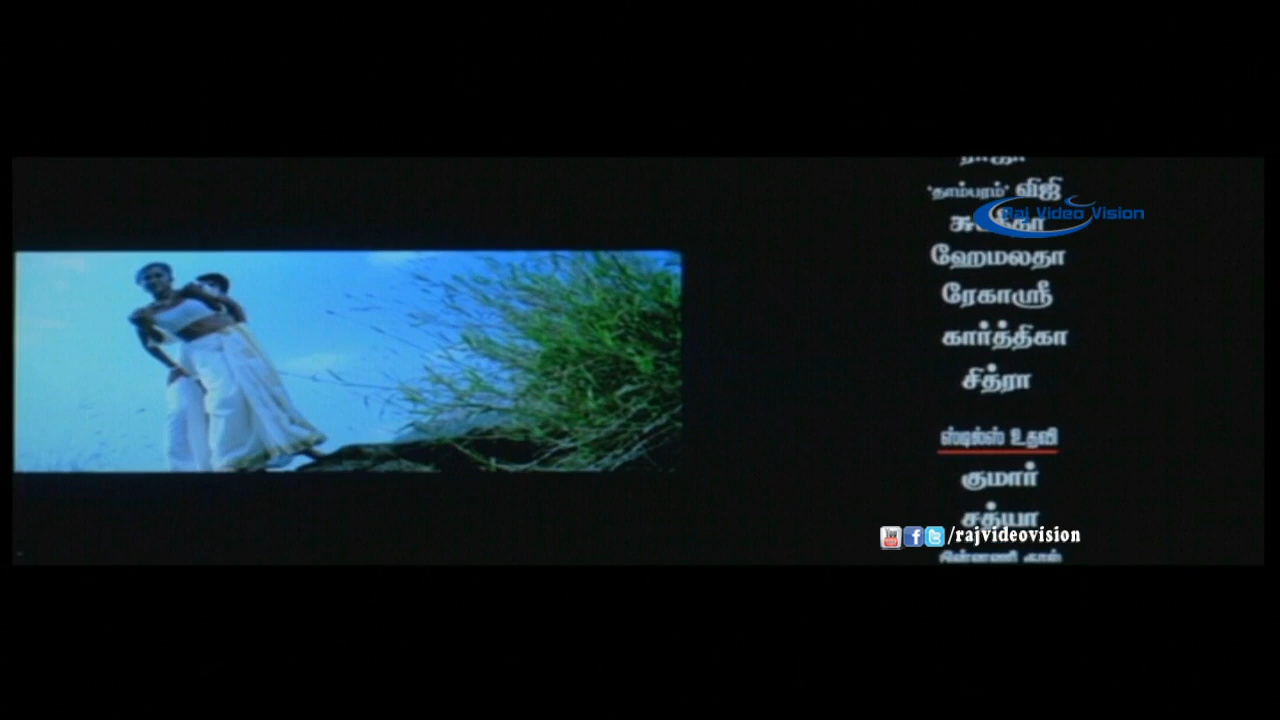 ராஜா
'தாம்பரம்' விஜி
Raj Video Vision
ஹேமலதா
ரேகாஸ்ரீ
கார்த்திகா
சித்ரா
ஸ்டில்ஸ் உதவி
குமார்
சத்யா
/rajvideovision